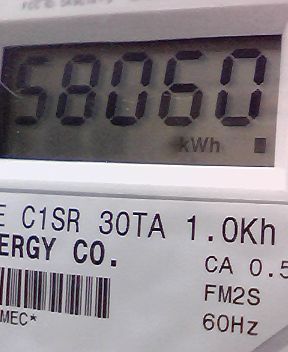 58060
kWh
E C1SR 30TA 1.0Kh
ERGY CO.
CA 0.5
FM2S
MEC*
60Hz